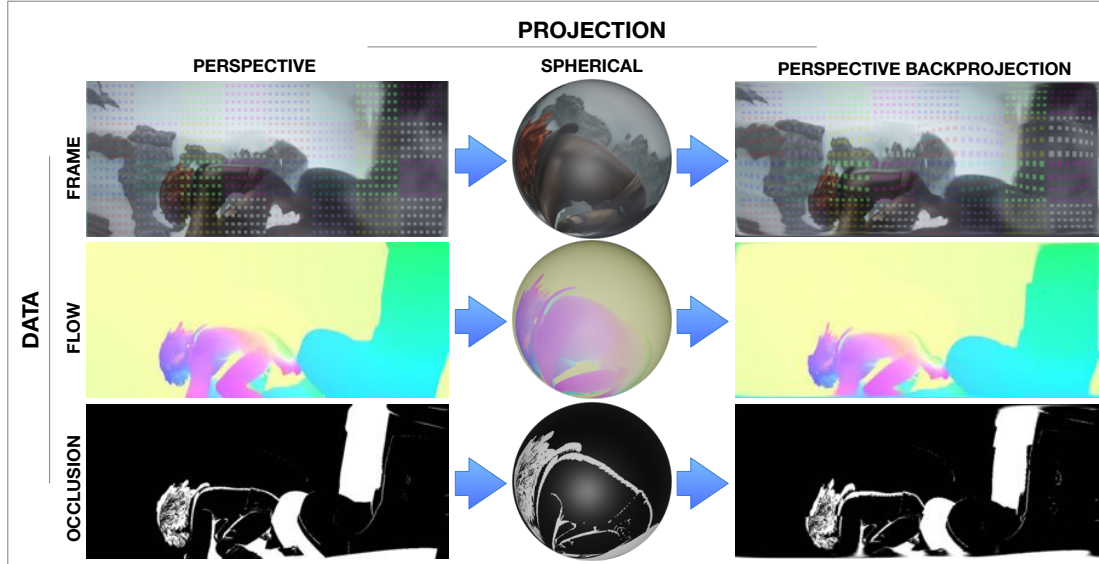 PROJECTION
PERSPECTIVE
SPHERICAL
PERSPECTIVE BACKPROJECTION
DATA
FRAME
FLOW
OCCLUSION